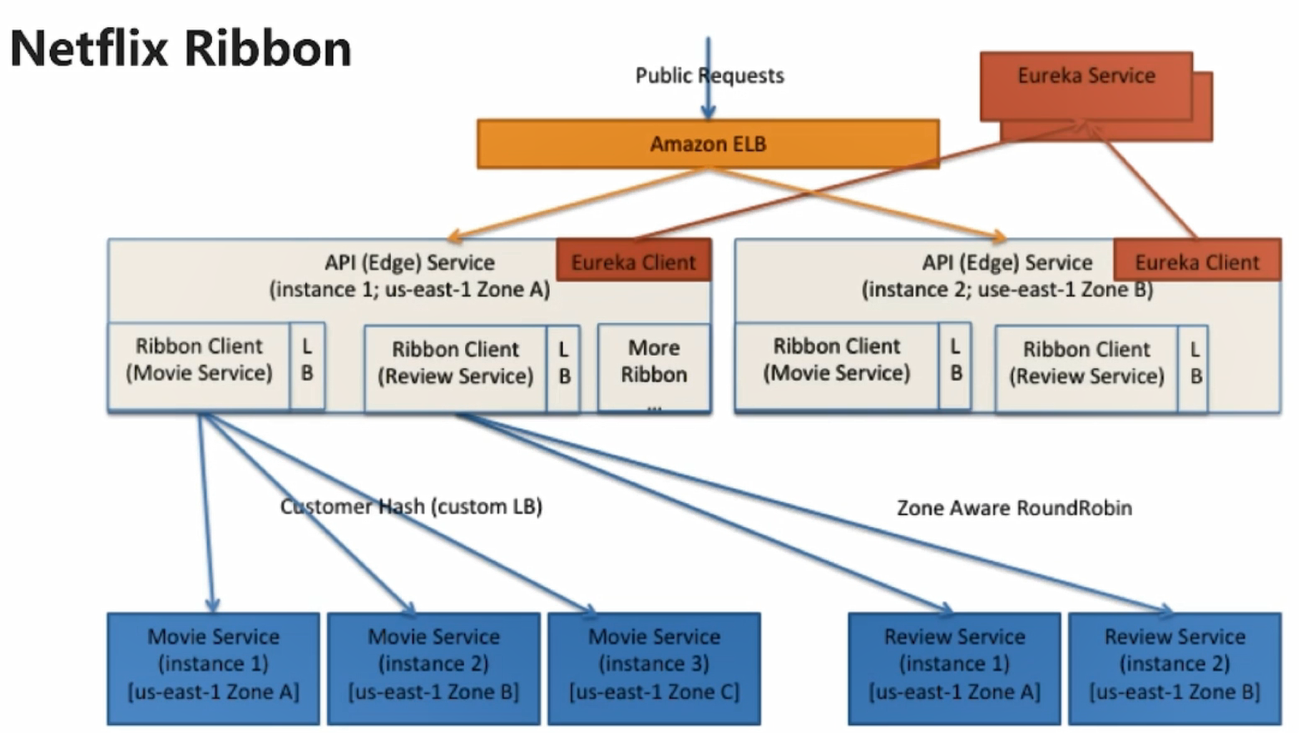 Netflix Ribbon
Public Requests
Eureka Service
Amazon ELB
API (Edge) Service
(instance 1; us-east-1 Zone A)
Eureka Client
Ribbon Client
(Movie Service)
L
B
Ribbon Client
(Review Service)
L
B
More
Ribbon
...
API (Edge) Service
(instance 2; use-east-1 Zone B)
Eureka Client
Ribbon Client
(Movie Service)
L
B
Ribbon Client
(Review Service)
L
B
Customer Hash (custom LB)
Zone Aware RoundRobin
Movie Service
(instance 1)
[us-east-1 Zone A]
Movie Service
(instance 2)
[us-east-1 Zone B]
Movie Service
(instance 3)
[us-east-1 Zone C]
Review Service
(instance 1)
[us-east-1 Zone A]
Review Service
(instance 2)
[us-east-1 Zone B]